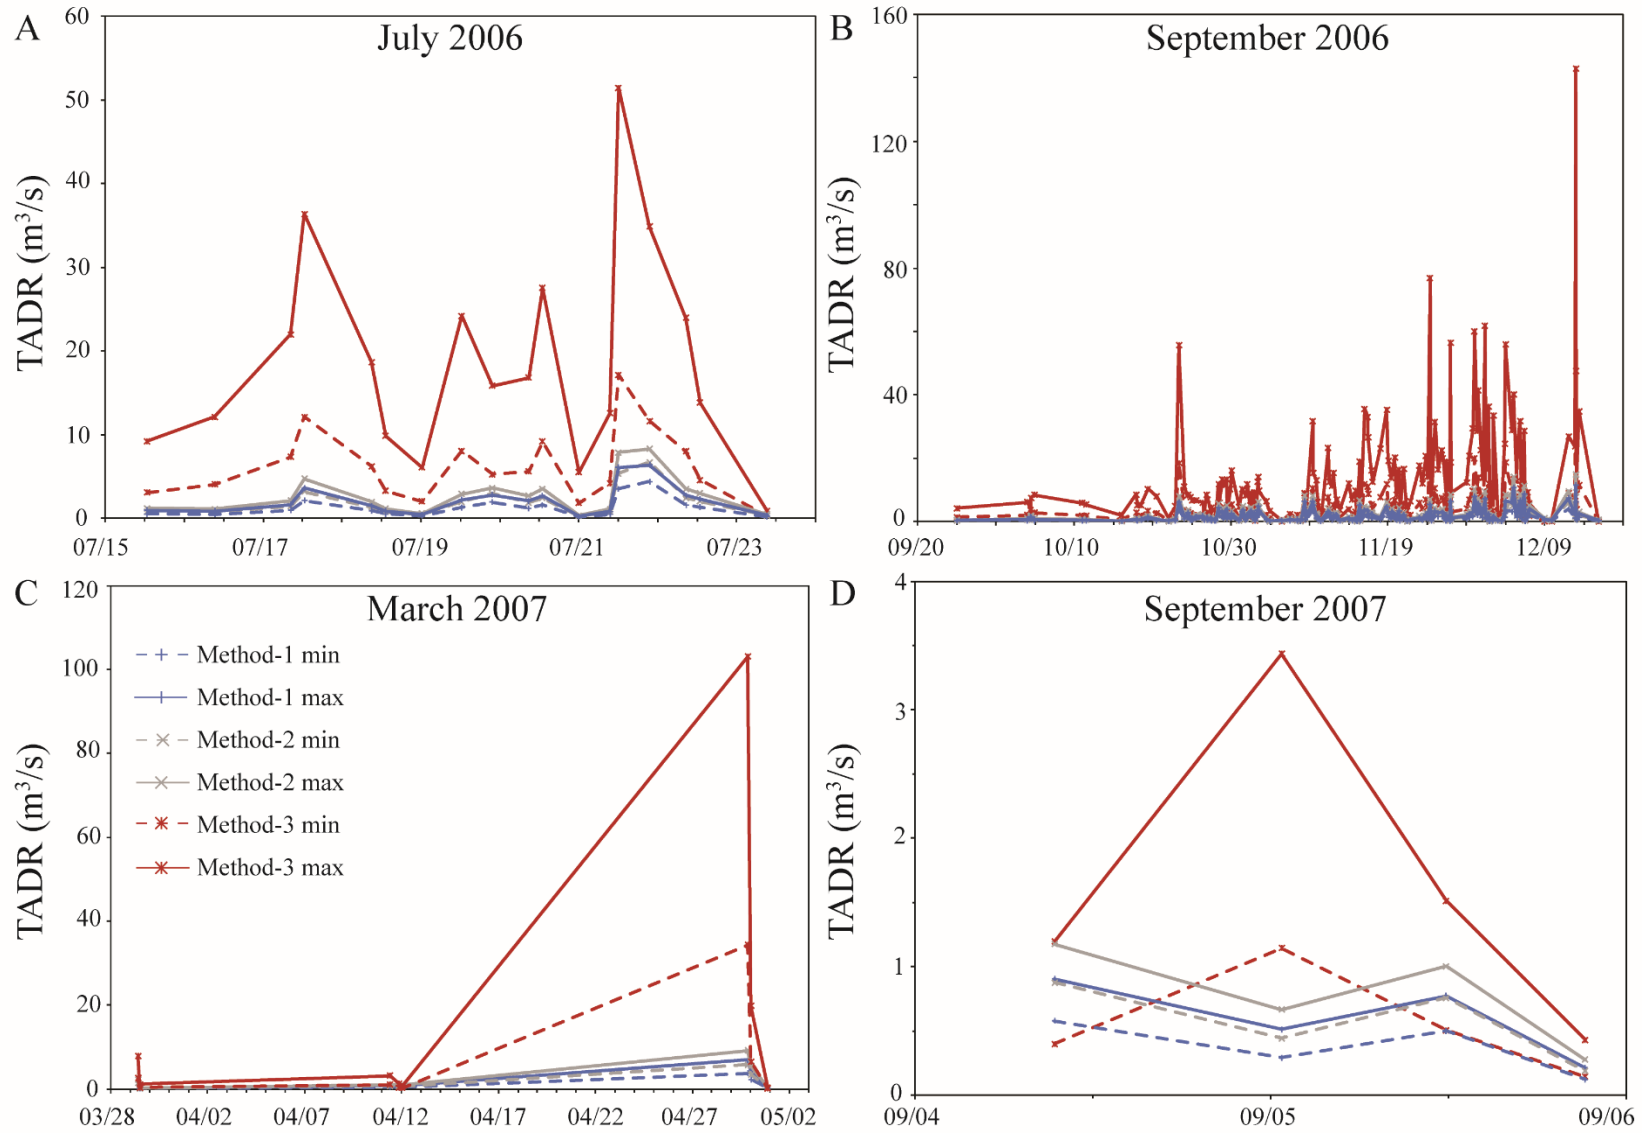 A
July 2006
TADR (m³/s)
60
50
40
30
20
10
0
07/15
07/17
07/19
07/21
07/23
B
September 2006
TADR (m³/s)
160
120
80
40
0
09/20
10/10
10/30
11/19
12/09
C
March 2007
TADR (m³/s)
120
100
80
60
40
20
0
Method-1 min
Method-1 max
Method-2 min
Method-2 max
Method-3 min
Method-3 max
03/28
04/02
04/07
04/12
04/17
04/22
04/27
05/02
D
September 2007
TADR (m³/s)
4
3
2
1
0
09/04
09/05
09/06